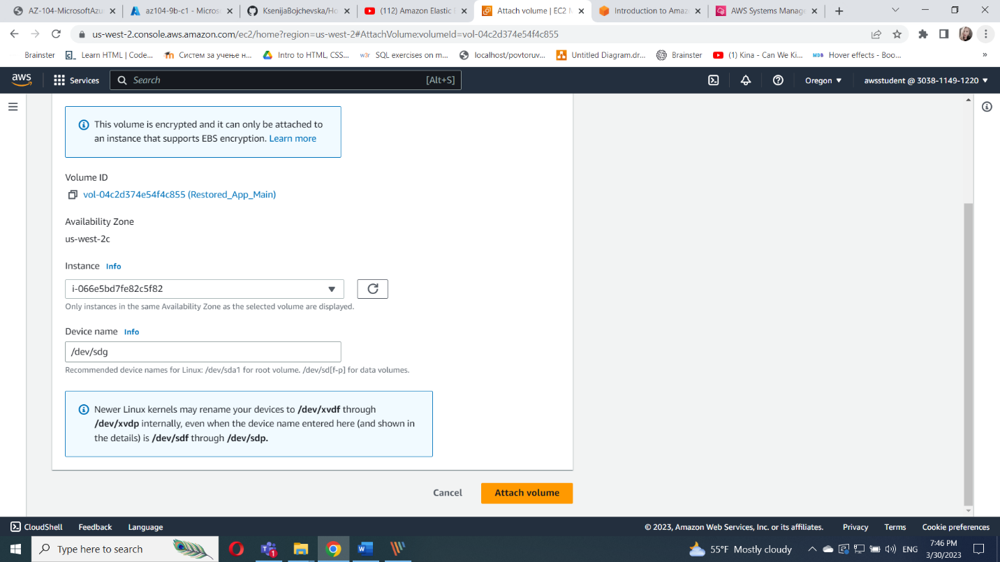 AZ-104-MicrosoftAzu
az104-9b-c1 - Microso
KsenijaBojchevska/Ho
(112) Amazon Elastic
Attach volume | EC2 M
Introduction to Amazo
AWS Systems Manage
us-west-2.console.aws.amazon.com/ec2/home?region=us-west-2#AttachVolume:volumeId=vol-04c2d374e54f4c855
Brainster
Learn HTML | Code...
Систем за учење н...
Intro to HTML, CSS...
w3r SQL exercises on m...
localhost/povtoruv...
Untitled Diagram.dr...
Brainster
(1) Kina - Can We Ki...
MDB Hover effects - Boo...
»
aws
Services
Search
[Alt+S]
Oregon
awsstudent @ 3038-1149-1220
This volume is encrypted and it can only be attached to
an instance that supports EBS encryption. Learn more
Volume ID
vol-04c2d374e54f4c855 (Restored_App_Main)
Availability Zone
us-west-2c
Instance Info
i-066e5bd7fe82c5f82
Only instances in the same Availability Zone as the selected volume are displayed.
Device name Info
/dev/sdg
Recommended device names for Linux: /dev/sda1 for root volume. /dev/sd[f-p] for data volumes.
Newer Linux kernels may rename your devices to /dev/xvdf through
/dev/xvdp internally, even when the device name entered here (and shown in
the details) is /dev/sdf through /dev/sdp.
Cancel
Attach volume
CloudShell
Feedback
Language
© 2023, Amazon Web Services, Inc. or its affiliates.
Privacy
Terms
Cookie preferences
Type here to search
55°F Mostly cloudy
ENG
7:46 PM
3/30/2023